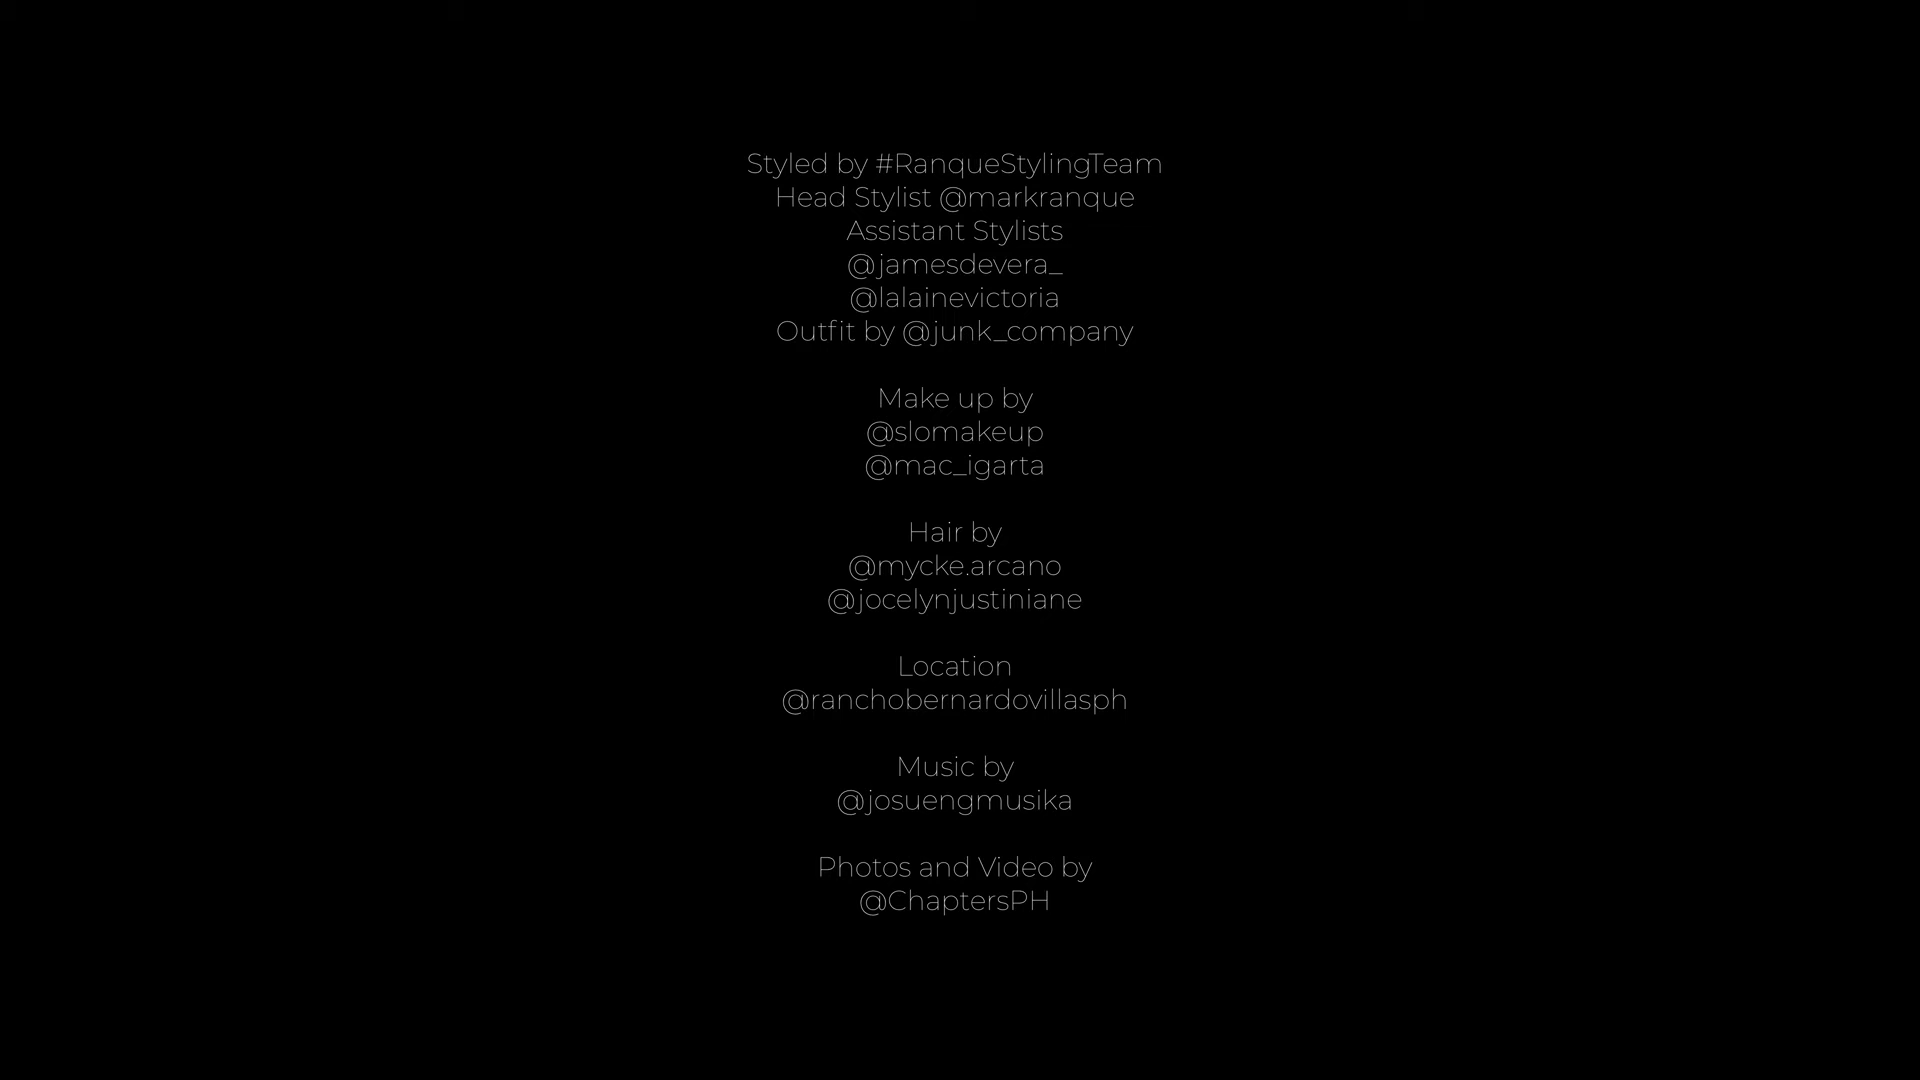 Styled by #RanqueStylingTeam
Head Stylist @markranque
Assistant Stylists
@jamesdevera_
@lalainevictoria
Outfit by @junk_company
Make up by
@slomakeup
@mac_igarta
Hair by
@mycke.arcano
@jocelynjustiniane
Location
@ranchobernardovillasph
Music by
@josuengmusika
Photos and Video by
@ChaptersPH